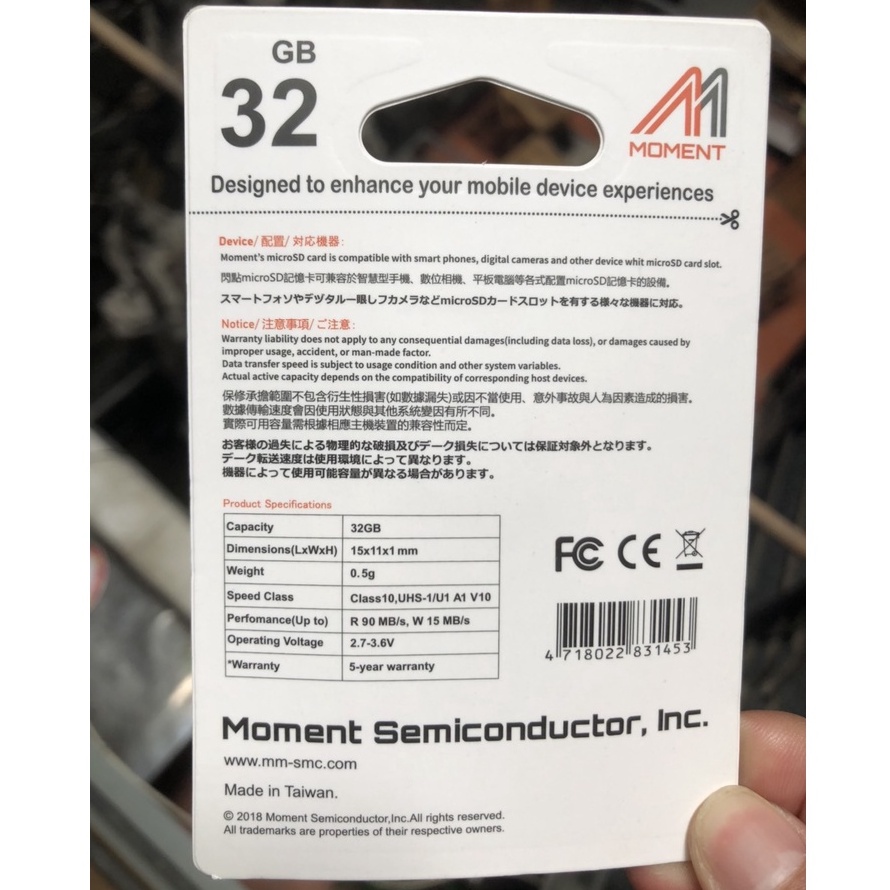 GB
32
MOMENT
Designed to enhance your mobile device experiences
Device/ 配置/ 対応機器:
Moment's microSD card is compatible with smart phones, digital cameras and other device whit microSD card slot.
閃點microSD記憶卡可兼容於智慧型手機、數位相機、平板電腦等各式配置microSD記憶卡的設備。
スマートフォソやデヅタル一眼しフカメラなどmicroSDカードスロットを有する様々な機器に対応。
Notice/ 注意事項/ ご注意:
Warranty liability does not apply to any consequential damages(including data loss), or damages caused by
improper usage, accident, or man-made factor.
Data transfer speed is subject to usage condition and other system variables.
Actual active capacity depends on the compatibility of corresponding host devices.
保修承擔範圍不包含衍生性損害(如數據漏失)或因不當使用、意外事故與人為因素造成的損害。
數據傳輸速度會因使用狀態與其他系統變因有所不同。
實際可用容量需根據相應主機裝置的兼容性而定。
お客様の過失による物理的な破損及びデーク損失については保証対象外となります。
データ転送速度は使用環境によって異なります。
機器によって使用可能容量が異なる場合があります。
Product Specifications
Capacity 32GB
Dimensions(LxWxH) 15x11x1 mm
Weight 0.5g
Speed Class Class10,UHS-1/U1 A1 V10
Perfomance(Up to) R 90 MB/s, W 15 MB/s
Operating Voltage 2.7-3.6V
*Warranty 5-year warranty
FC CE
4 718022 831453
Moment Semiconductor, Inc.
www.mm-smc.com
Made in Taiwan.
© 2018 Moment Semiconductor,Inc.All rights reserved.
All trademarks are properties of their respective owners.